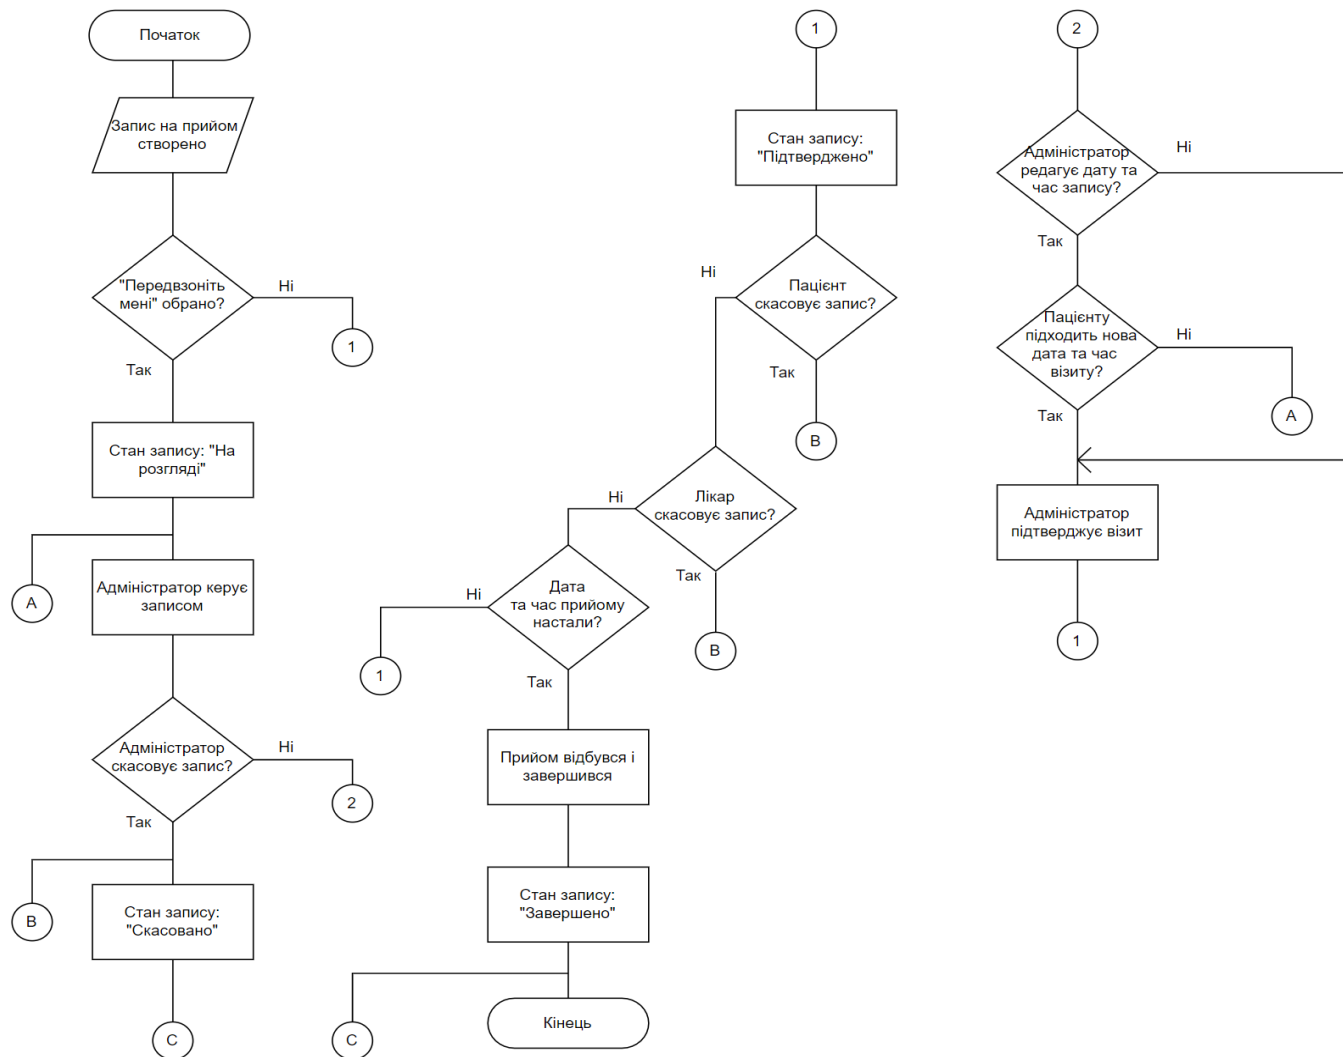 Початок
Запис на прийом
створено
"Передвзоніть
мені" обрано?
Ні
1
Так
Стан запису: "На
розгляді"
A
Адміністратор керує
записом
Адміністратор
скасовує запис?
Ні
2
Так
B
Стан запису:
"Скасовано"
C
1
Стан запису:
"Підтверджено"
Пацієнт
скасовує запис?
Ні
Так
B
Лікар
скасовує запис?
Ні
Так
B
Дата
та час прийому
настали?
Ні
1
Так
Прийом відбувся і
завершився
Стан запису:
"Завершено"
C
Кінець
2
Адміністратор
редагує дату та
час запису?
Ні
Так
Пацієнту
підходить нова
дата та час
візиту?
Ні
A
Так
Адміністратор
підтверджує візит
1